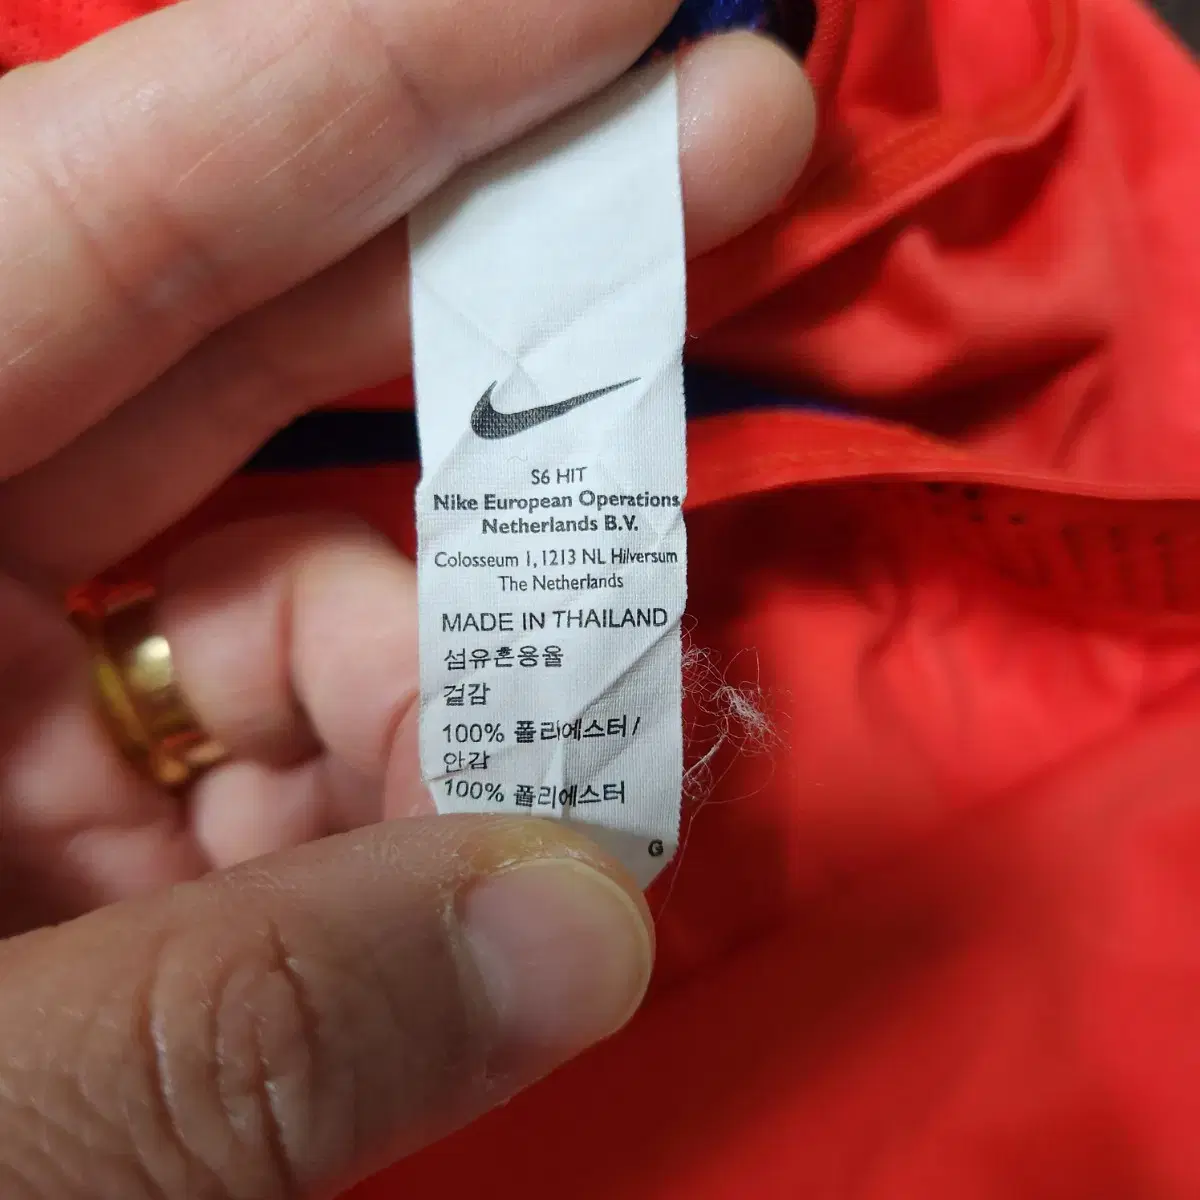 S6 HIT
Nike European Operations
Netherlands B.V.
Colosseum 1, 1213 NL Hilversum
The Netherlands
MADE IN THAILAND
섬유혼용율
겉감
100% 폴리에스터/
안감
100% 폴리에스터
G